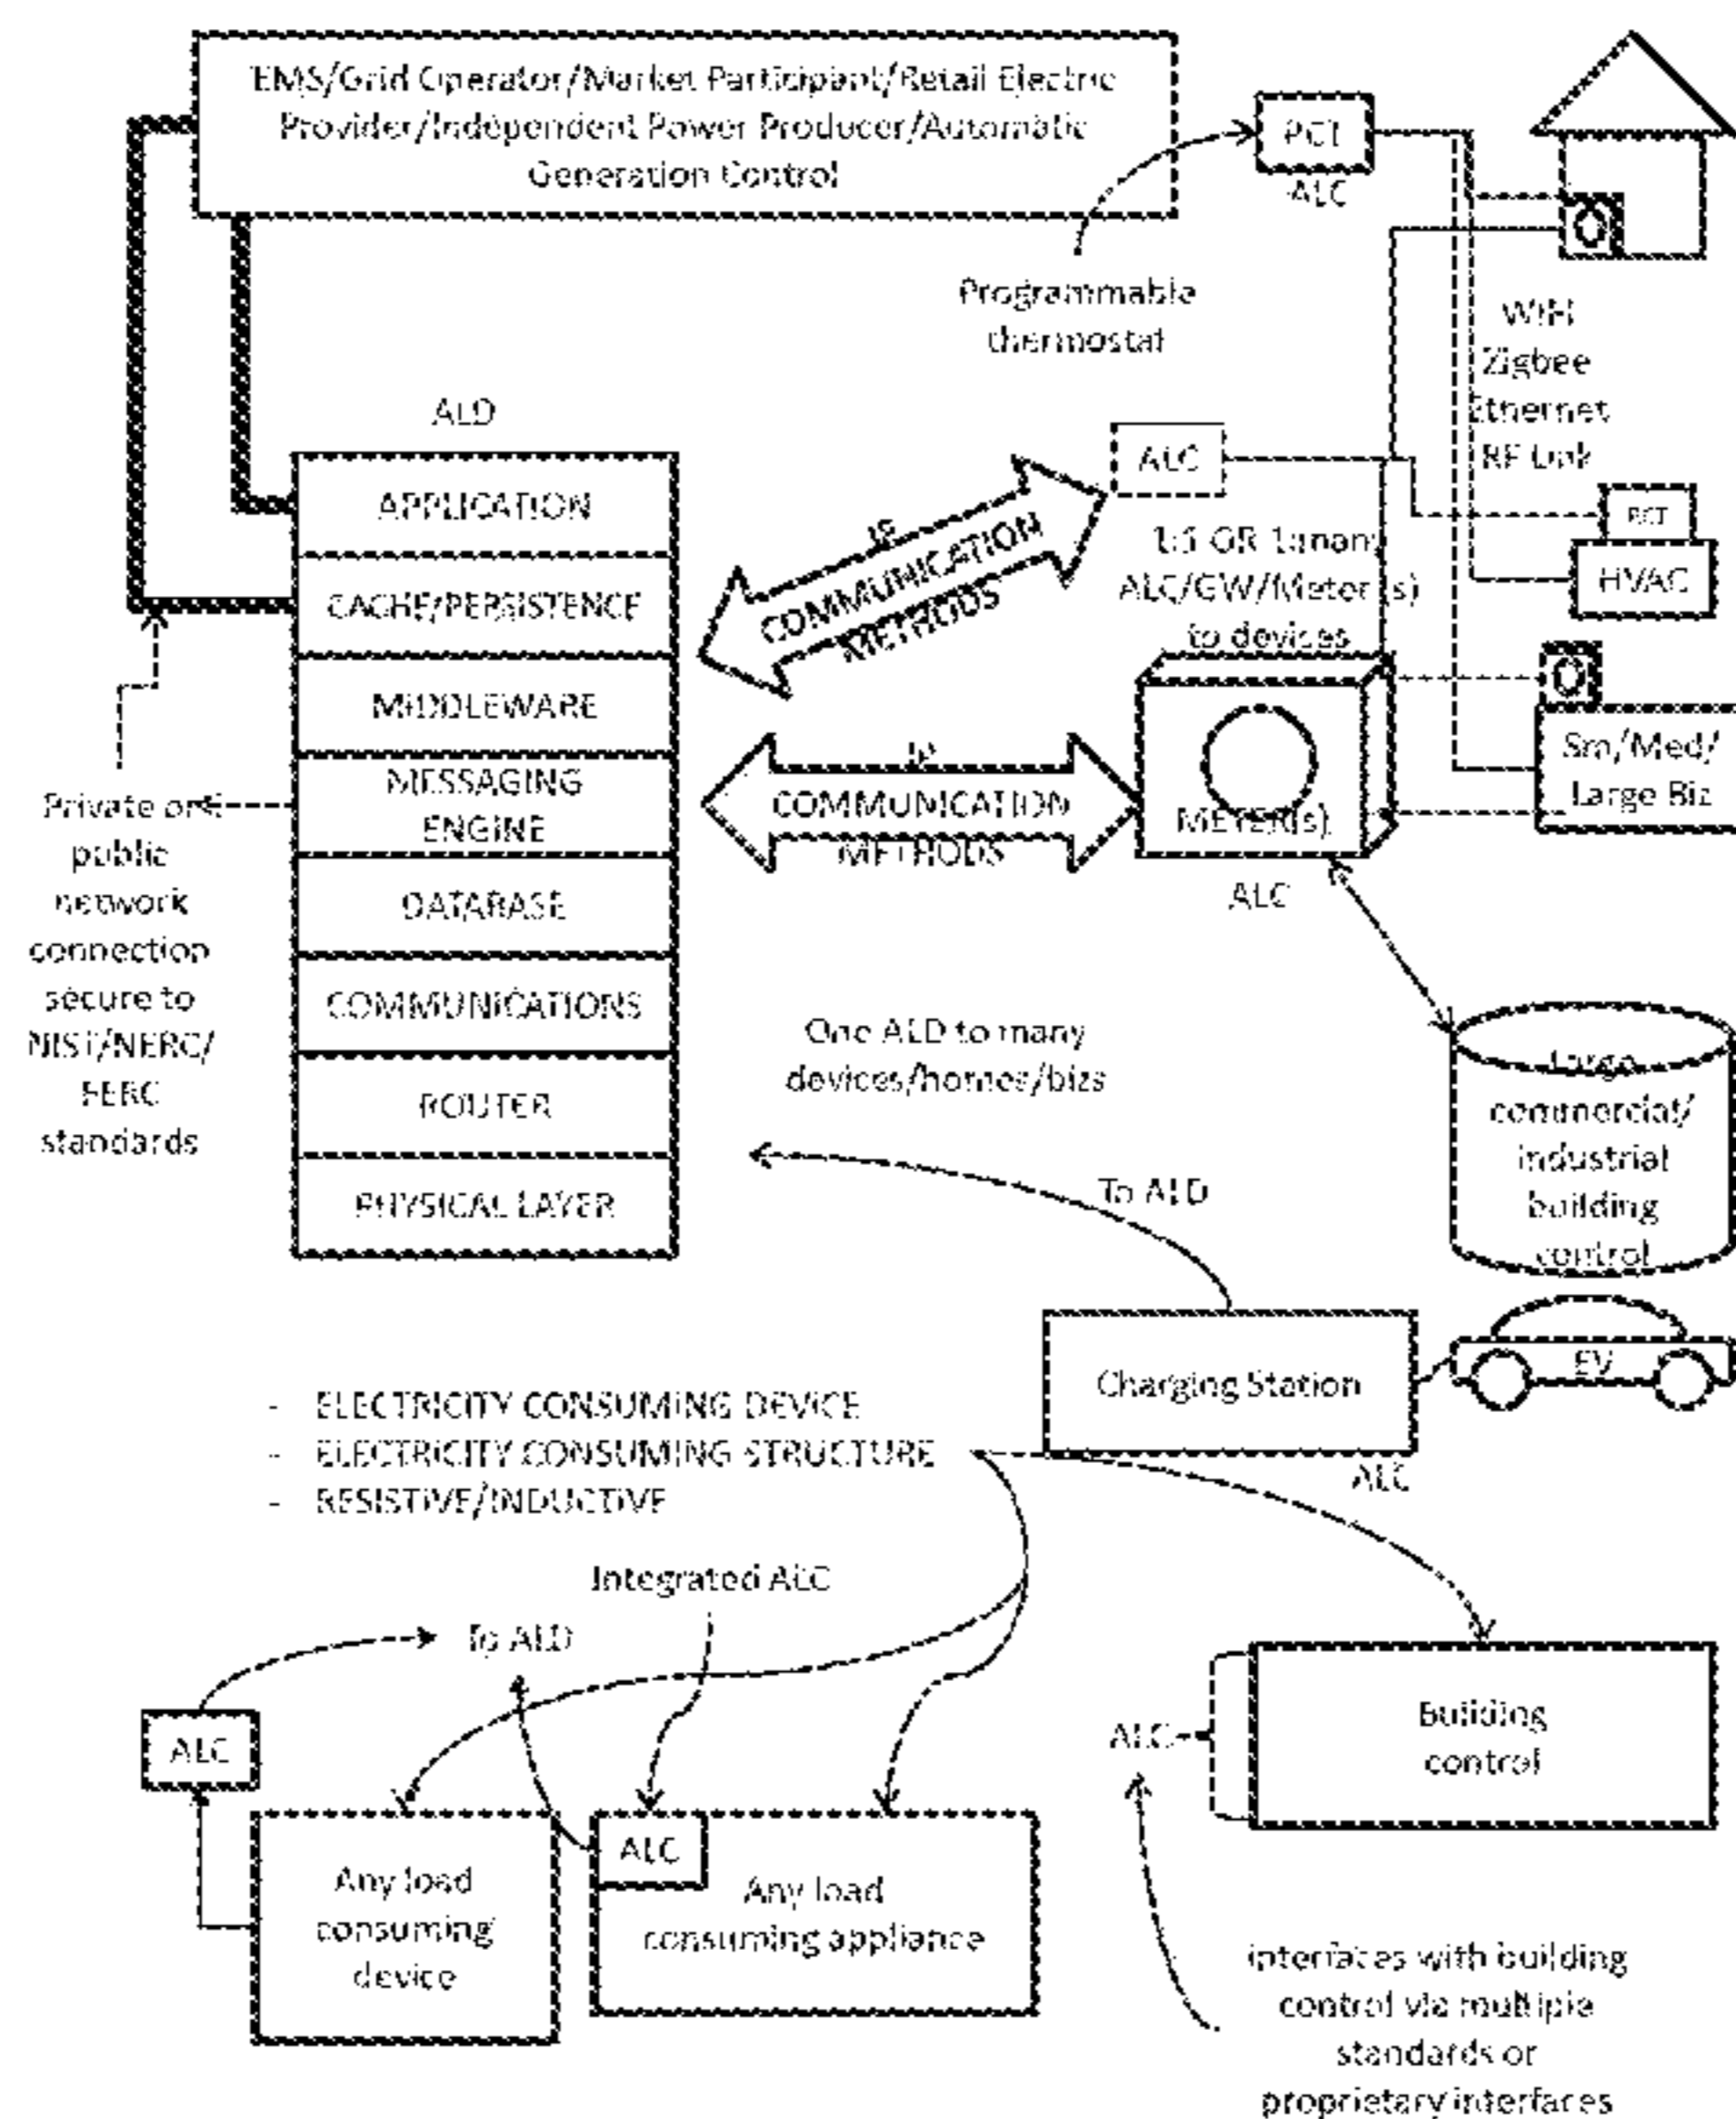 EMS/Grid Operator/Market Participant/Retail Electric
Provider/Independent Power Producer/Automatic
Generation Control
PCT
ALC
Programmable
thermostat
Zigbee
Ethernet
RF Link
ALD
APPLICATION
CACHE/PERSISTENCE
MIDDLEWARE
MESSAGING
ENGINE
DATABASE
COMMUNICATIONS
ROUTER
PHYSICAL LAYER
IP
COMMUNICATION
METHODS
IP
COMMUNICATION
METHODS
ALC
ALC/GW/Meter(s)
to devices
PCT
HVAC
METER(s)
ALC
Sm/Med/
Large Biz
Private or
public
network
connection
secure to
NIST/NERC/
FERC
standards
One ALD to many
devices/homes/bizs
To ALD
Large
commercial/
industrial
building
control
Charging Station
EV
ALC
- ELECTRICITY CONSUMING DEVICE
- ELECTRICITY CONSUMING STRUCTURE
- RESISTIVE/INDUCTIVE
Integrated ALC
To ALD
ALC
Any load
consuming
device
ALC
Any load
consuming appliance
ALC
Building
control
interfaces with building
control via multiple
standards or
proprietary interfaces